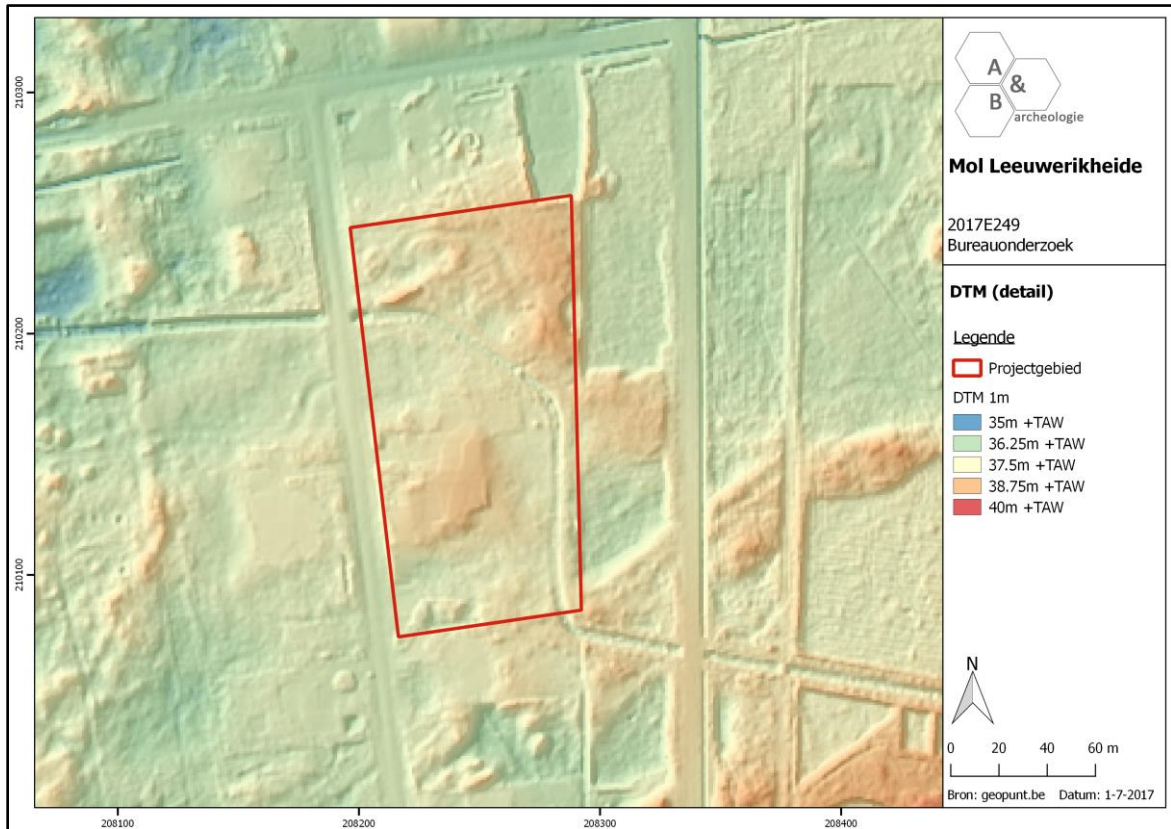 A
&
B
archeologie
Mol Leeuwerikheide
2017E249
Bureauonderzoek
DTM (detail)
Legende
Projectgebied
DTM 1m
35m +TAW
36.25m +TAW
37.5m +TAW
38.75m +TAW
40m +TAW
N
0 20 40 60 m
Bron: geopunt.be Datum: 1-7-2017
210300
210200
210100
208100 208200 208300 208400